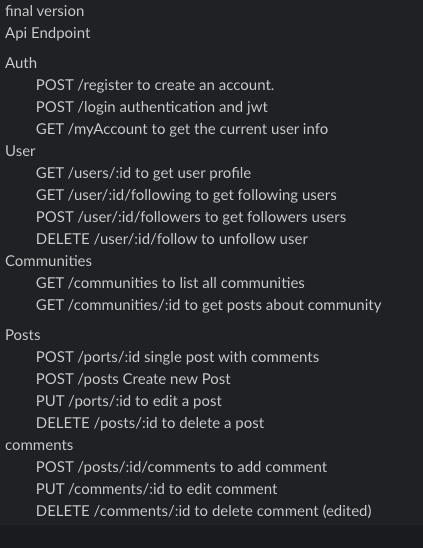 final version
Api Endpoint
Auth
POST /register to create an account.
POST /login authentication and jwt
GET /myAccount to get the current user info
User
GET /users/:id to get user profile
GET /user/:id/following to get following users
POST /user/:id/followers to get followers users
DELETE /user/:id/follow to unfollow user
Communities
GET /communities to list all communities
GET /communities/:id to get posts about community
Posts
POST /ports/:id single post with comments
POST /posts Create new Post
PUT /ports/:id to edit a post
DELETE /posts/:id to delete a post
comments
POST /posts/:id/comments to add comment
PUT /comments/:id to edit comment
DELETE /comments/:id to delete comment (edited)